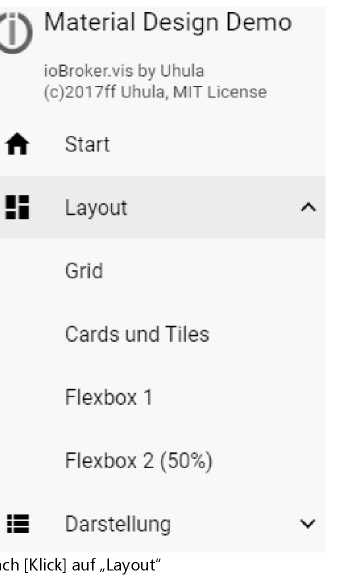 Material Design Demo
ioBroker.vis by Uhula
(c)2017ff Uhula, MIT License
Start
Layout
Grid
Cards und Tiles
Flexbox 1
Flexbox 2 (50%)
Darstellung
ach [Klick] auf „Layout“